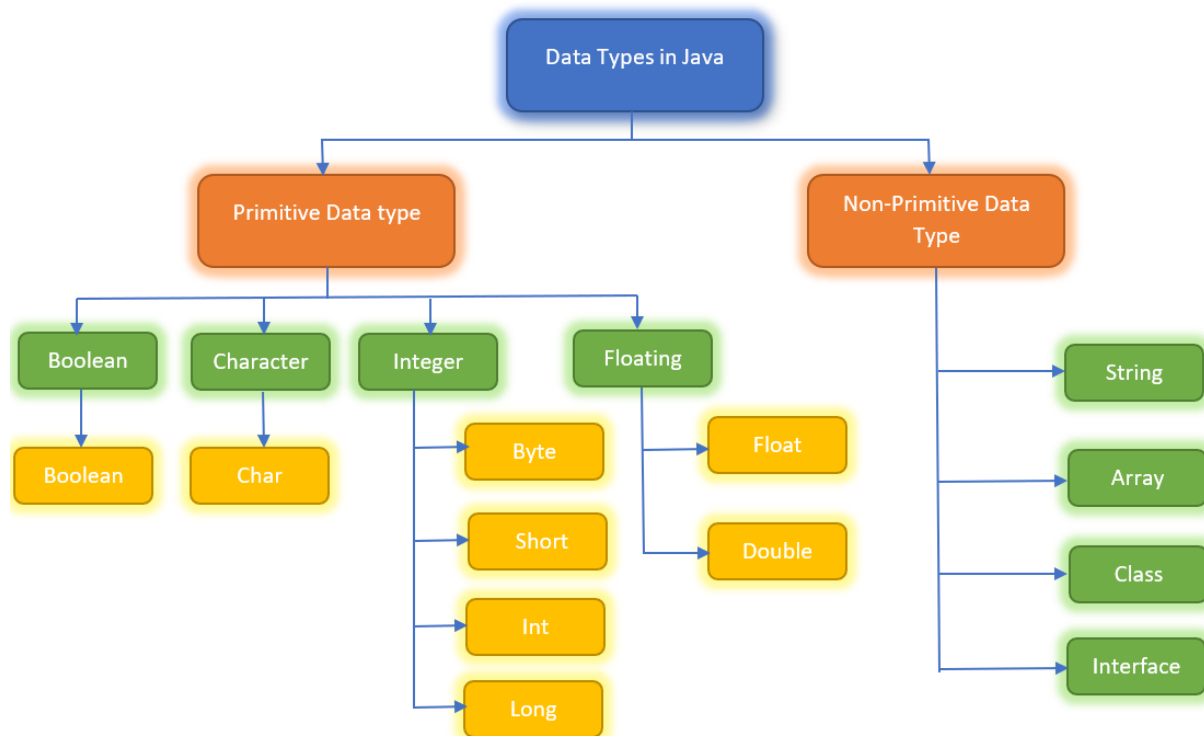 Data Types in Java
Primitive Data type
Non-Primitive Data
Type
Boolean
Character
Integer
Floating
String
Boolean
Char
Byte
Float
Array
Short
Double
Class
Int
Interface
Long